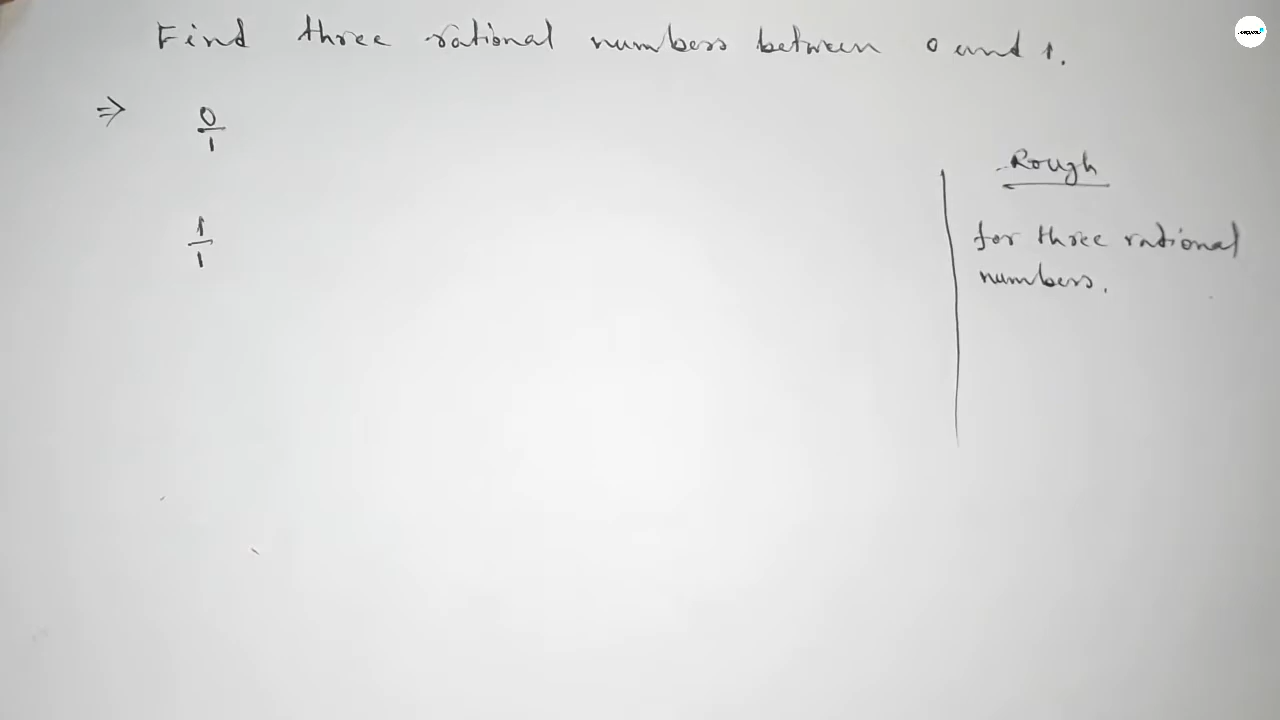 Find three rational numbers between 0 and 1.
⇒ 0/1
1/1
Rough
for three rational
numbers.